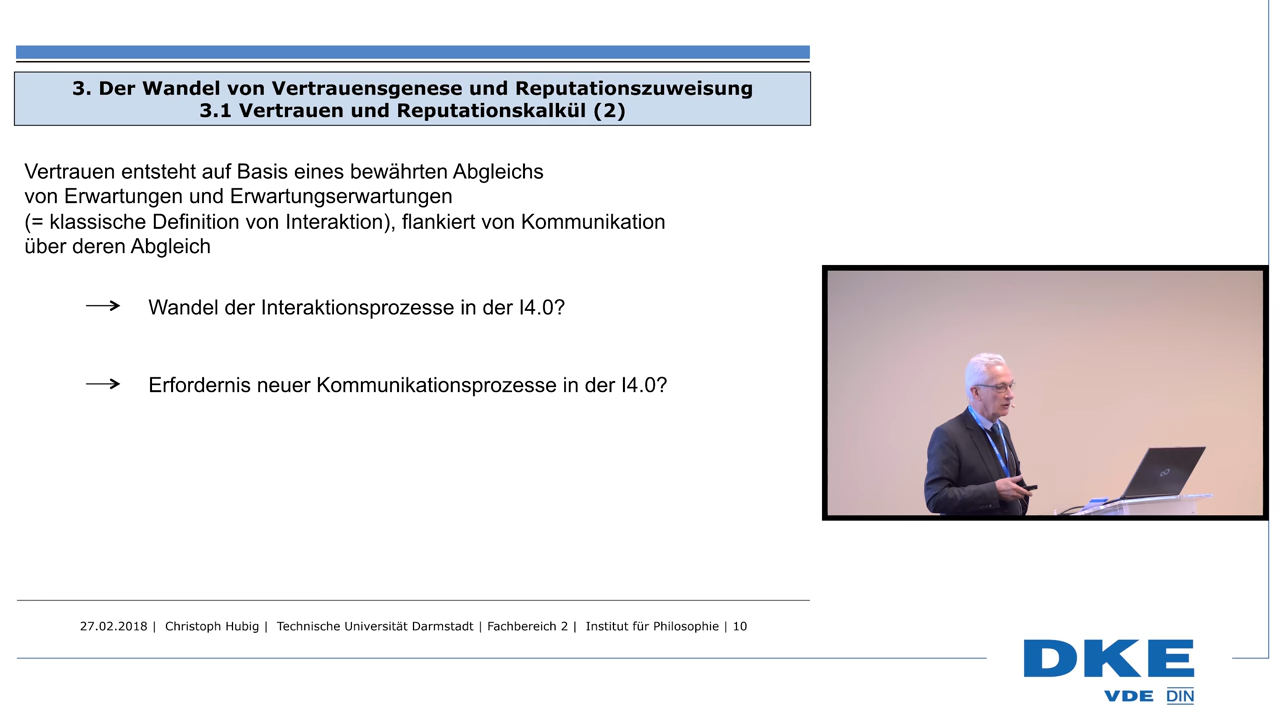 3. Der Wandel von Vertrauensgenese und Reputationszuweisung
3.1 Vertrauen und Reputationskalkül (2)
Vertrauen entsteht auf Basis eines bewährten Abgleichs
von Erwartungen und Erwartungserwartungen
(= klassische Definition von Interaktion), flankiert von Kommunikation
über deren Abgleich
Wandel der Interaktionsprozesse in der I4.0?
Erfordernis neuer Kommunikationsprozesse in der I4.0?
27.02.2018 | Christoph Hubig | Technische Universität Darmstadt | Fachbereich 2 | Institut für Philosophie | 10
DKE
VDE DIN